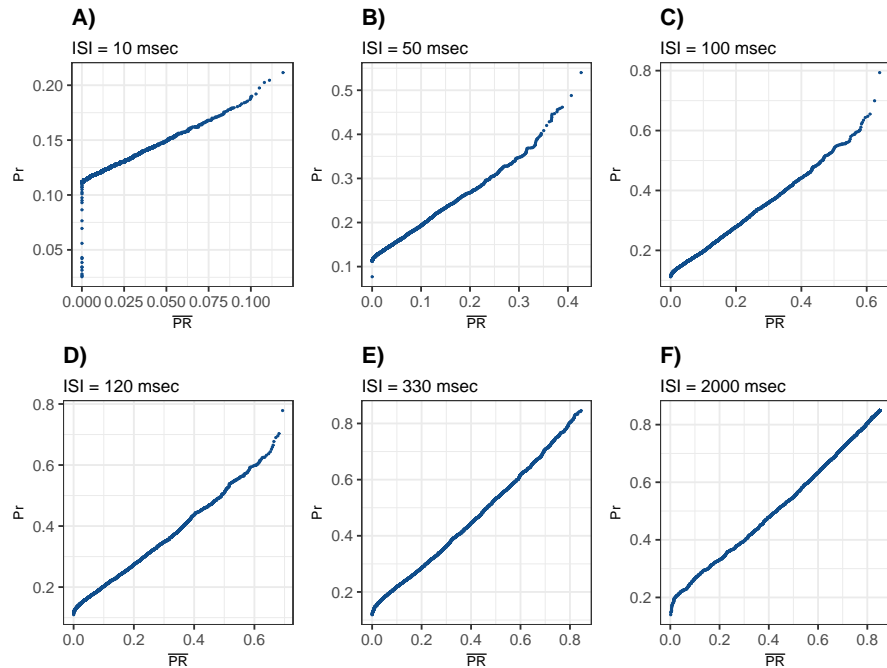 A)
ISI = 10 msec
0.20
0.15
0.10
0.05
Pr
0.000 0.025 0.050 0.075 0.100
PR
B)
ISI = 50 msec
0.5
0.4
0.3
0.2
0.1
Pr
0.0 0.1 0.2 0.3 0.4
PR
C)
ISI = 100 msec
0.8
0.6
0.4
0.2
Pr
0.0 0.2 0.4 0.6
PR
D)
ISI = 120 msec
0.8
0.6
0.4
0.2
Pr
0.0 0.2 0.4 0.6
PR
E)
ISI = 330 msec
0.8
0.6
0.4
0.2
Pr
0.0 0.2 0.4 0.6 0.8
PR
F)
ISI = 2000 msec
0.8
0.6
0.4
0.2
Pr
0.0 0.2 0.4 0.6 0.8
PR